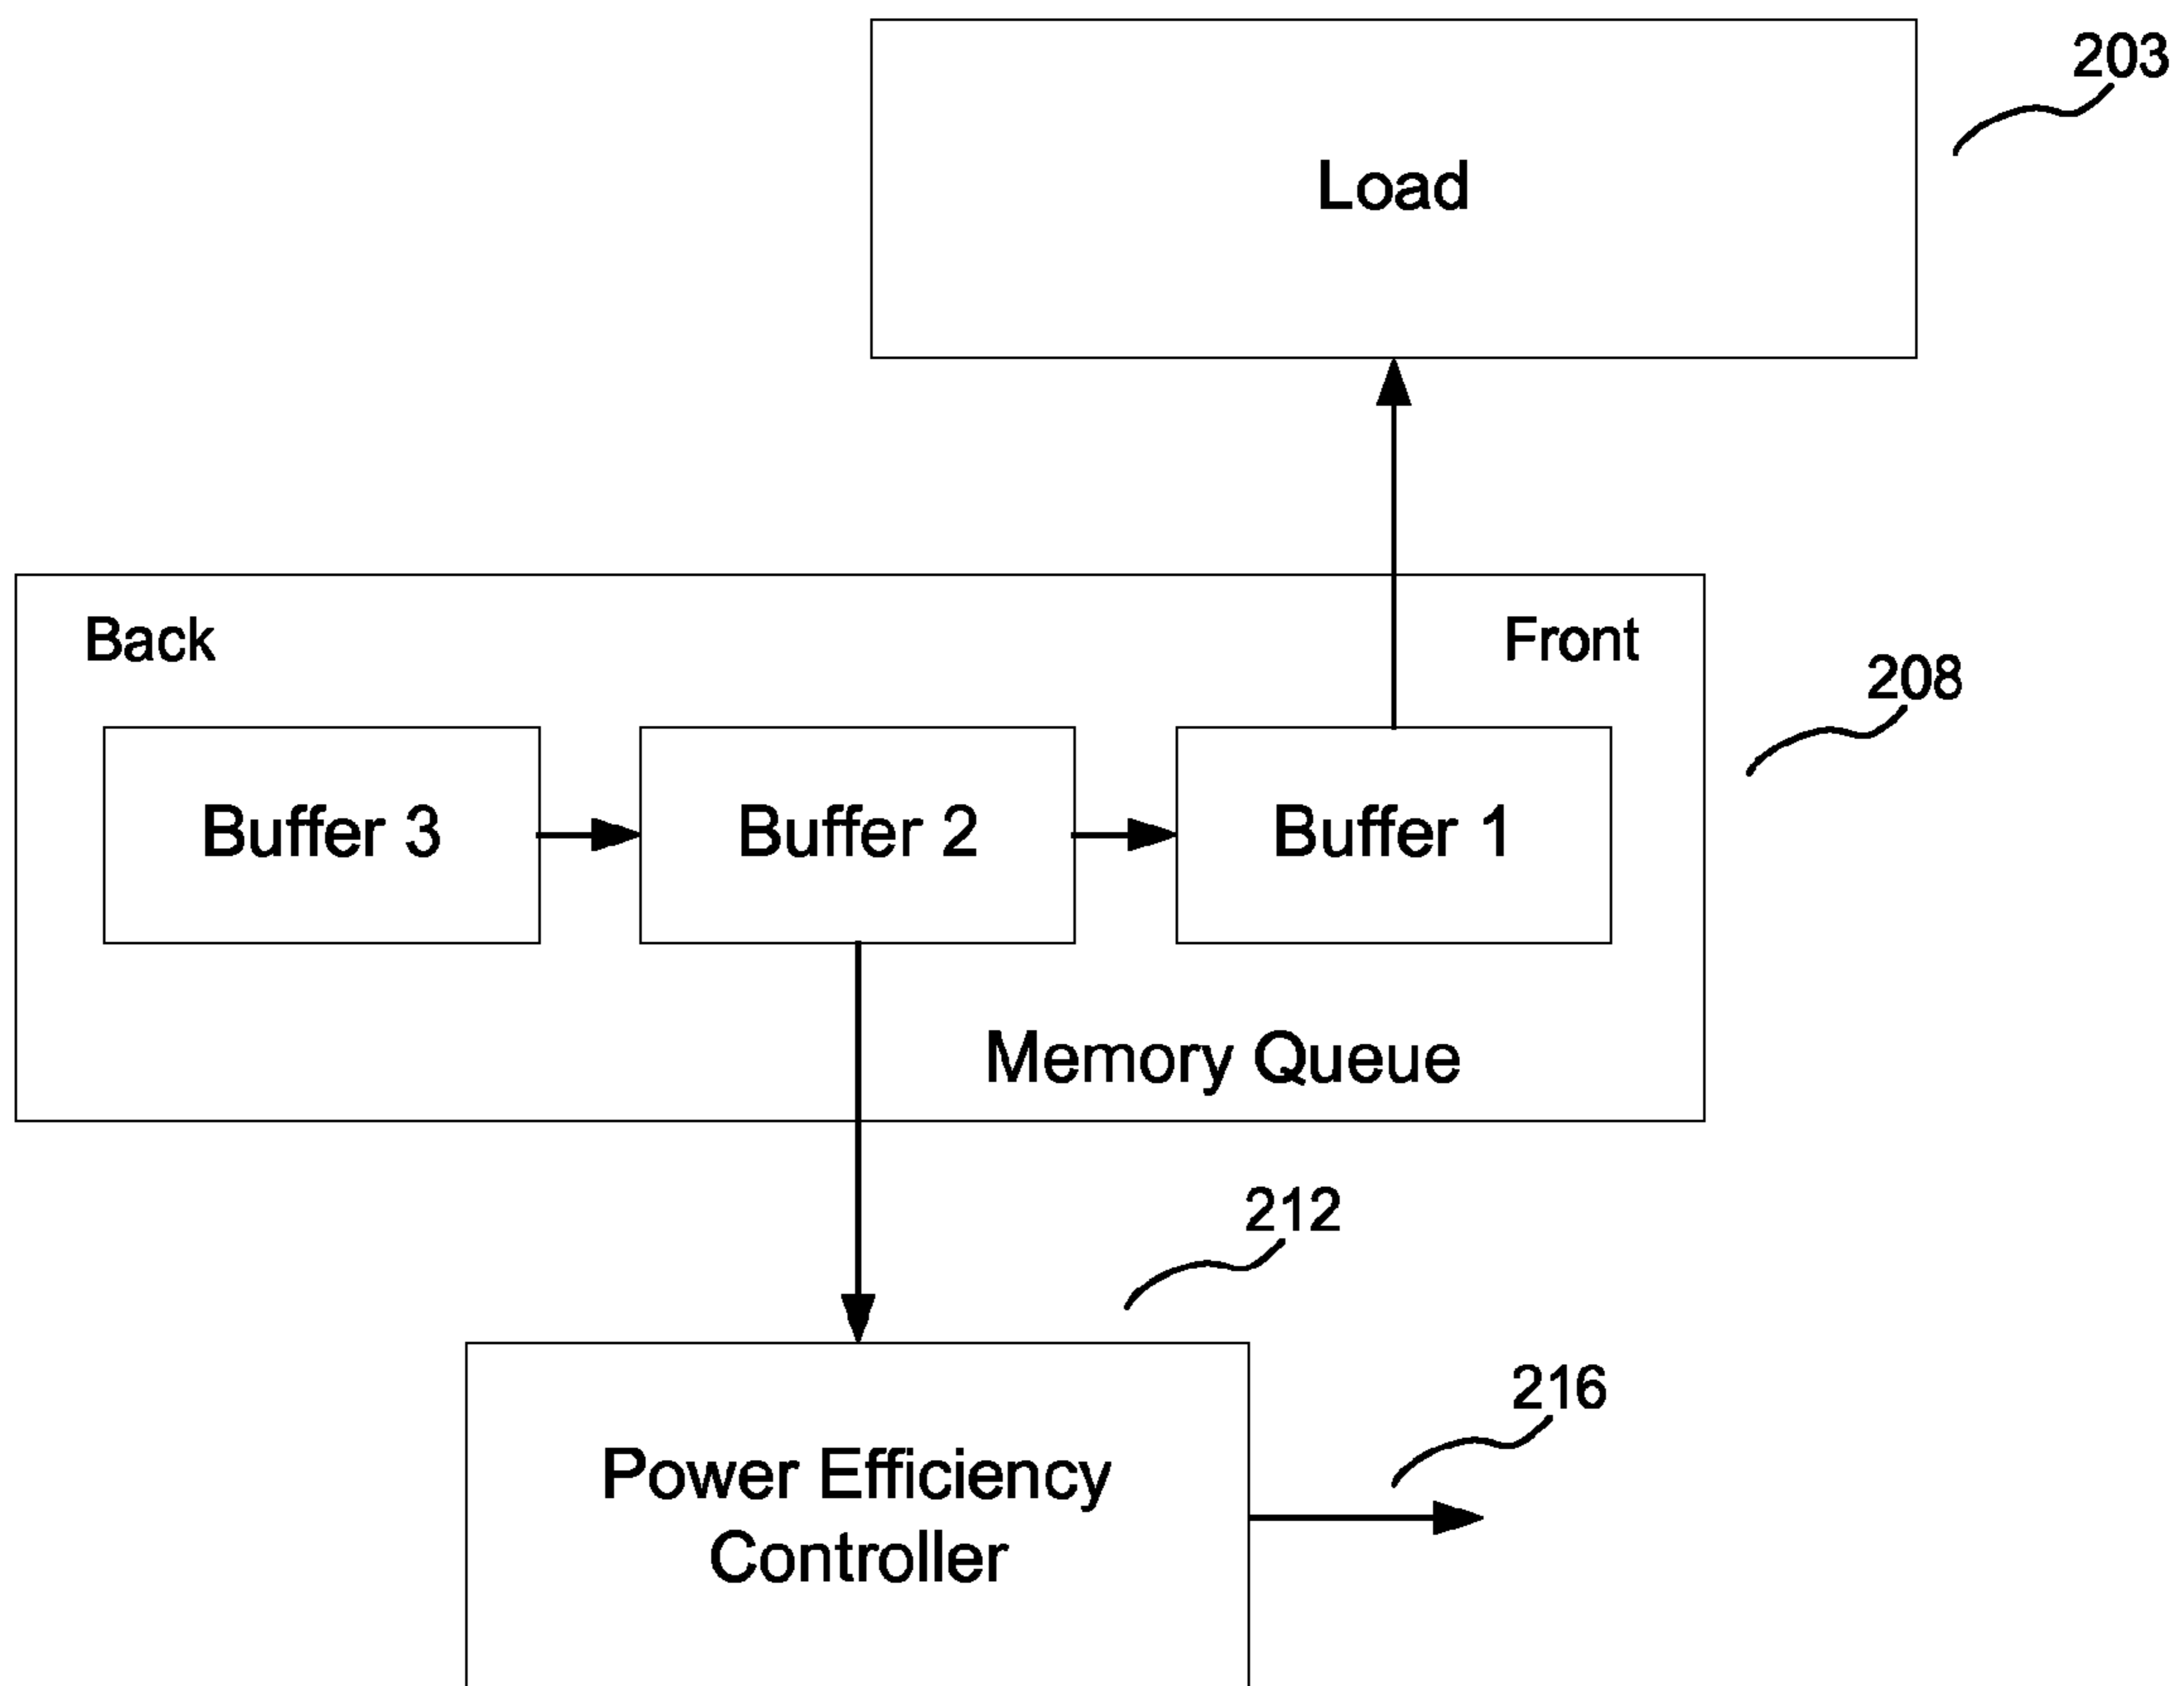 203
Load
Back
Front
208
Buffer 3
Buffer 2
Buffer 1
Memory Queue
212
216
Power Efficiency
Controller